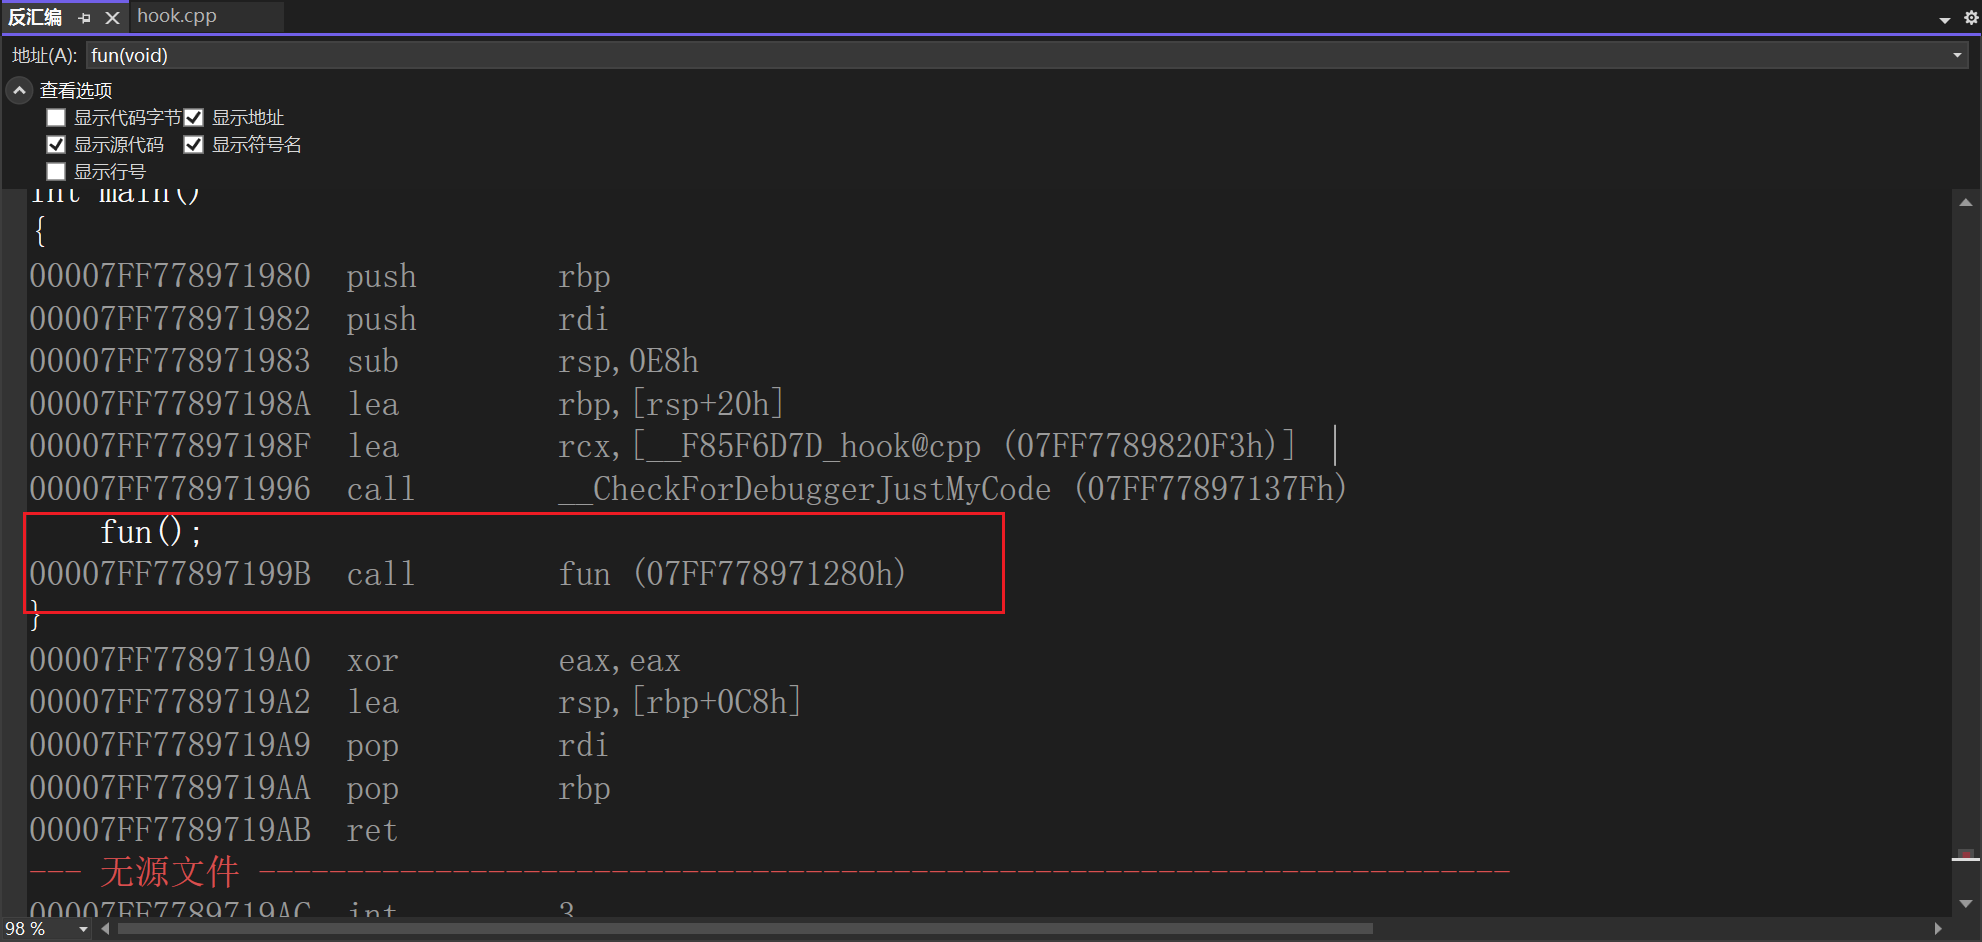 反汇编 hook.cpp
地址(A): fun(void)
查看选项
显示代码字节 显示地址
显示源代码 显示符号名
显示行号
int main()
{
00007FF778971980 push rbp
00007FF778971982 push rdi
00007FF778971983 sub rsp,0E8h
00007FF77897198A lea rbp,[rsp+20h]
00007FF77897198F lea rcx,[__F85F6D7D_hook@cpp (07FF7789820F3h)]
00007FF778971996 call __CheckForDebuggerJustMyCode (07FF77897137Fh)
fun();
00007FF77897199B call fun (07FF778971280h)
}
00007FF7789719A0 xor eax,eax
00007FF7789719A2 lea rsp,[rbp+0C8h]
00007FF7789719A9 pop rdi
00007FF7789719AA pop rbp
00007FF7789719AB ret
--- 无源文件 -----------------------------------------------------------------------
00007FF7789719AC int 3
98 %